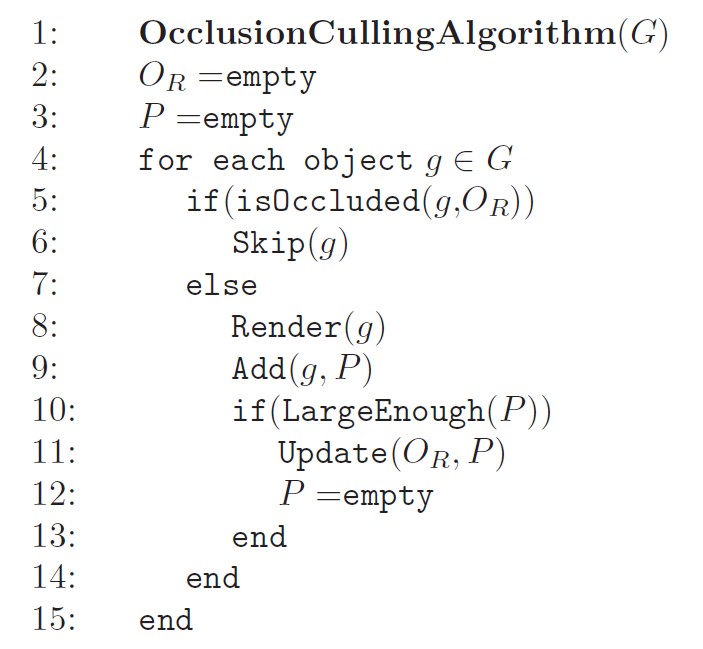 1: OcclusionCullingAlgorithm(G)
2: O_R =empty
3: P =empty
4: for each object g ∈ G
5: if(isOccluded(g,O_R))
6: Skip(g)
7: else
8: Render(g)
9: Add(g, P)
10: if(LargeEnough(P))
11: Update(O_R, P)
12: P =empty
13: end
14: end
15: end